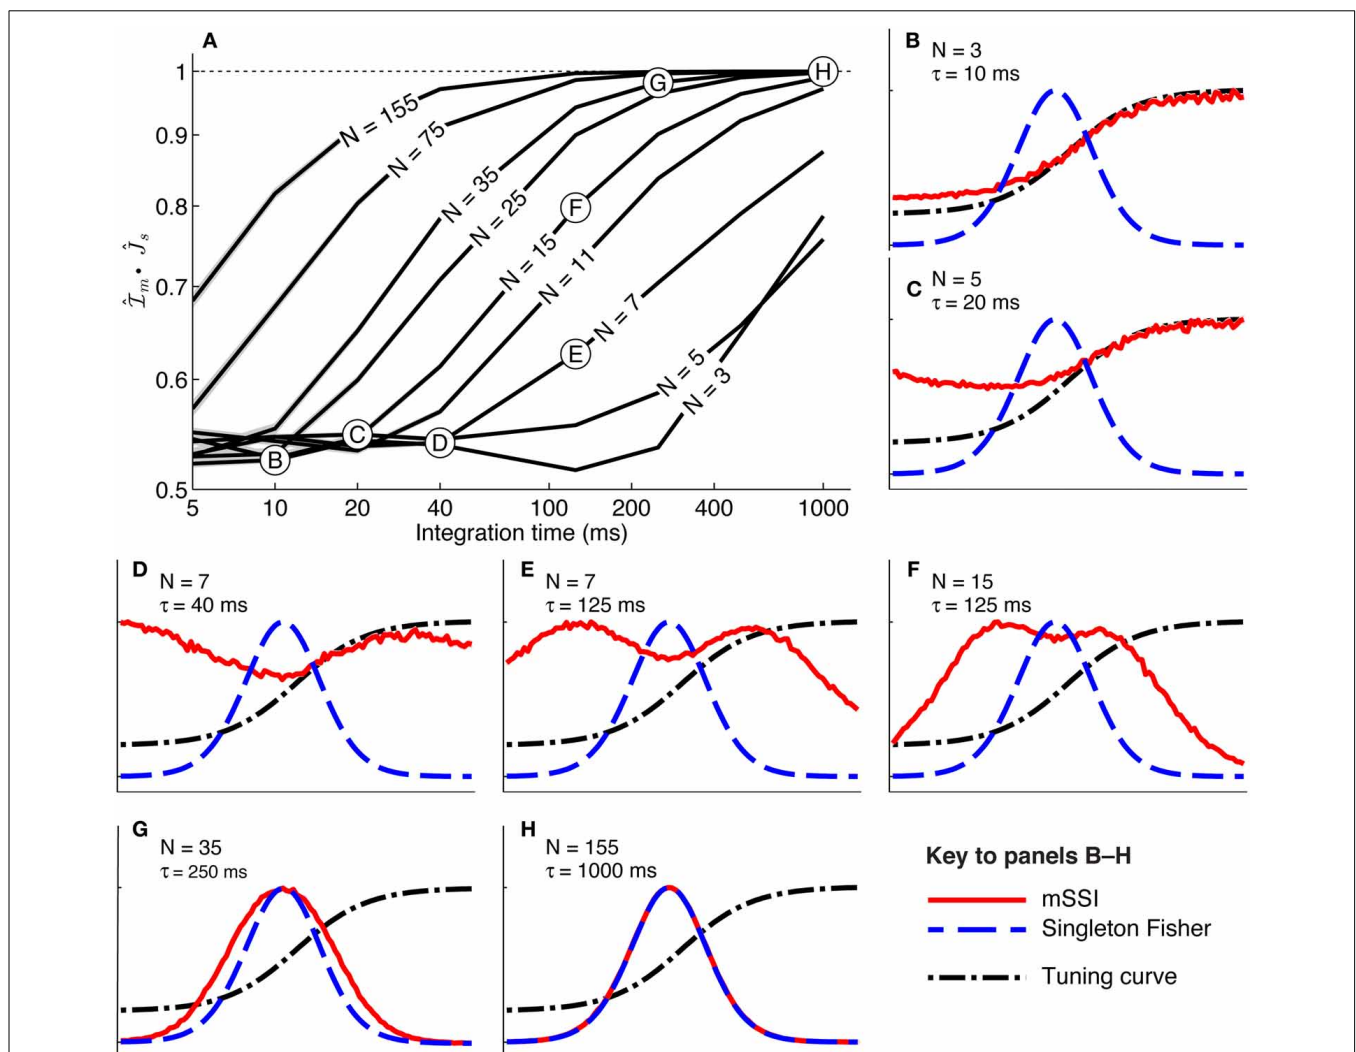 A
1
0.9
0.8
0.7
0.6
0.5
5
10
20
40
100
200
400
1000
Integration time (ms)
Î_m • Ĵ_s
N = 155
N = 75
N = 35
N = 25
N = 15
N = 11
N = 7
N = 5
N = 3
B
C
D
E
F
G
H
B
N = 3
τ = 10 ms
C
N = 5
τ = 20 ms
D
N = 7
τ = 40 ms
E
N = 7
τ = 125 ms
F
N = 15
τ = 125 ms
G
N = 35
τ = 250 ms
H
N = 155
τ = 1000 ms
Key to panels B–H
mSSI
Singleton Fisher
Tuning curve